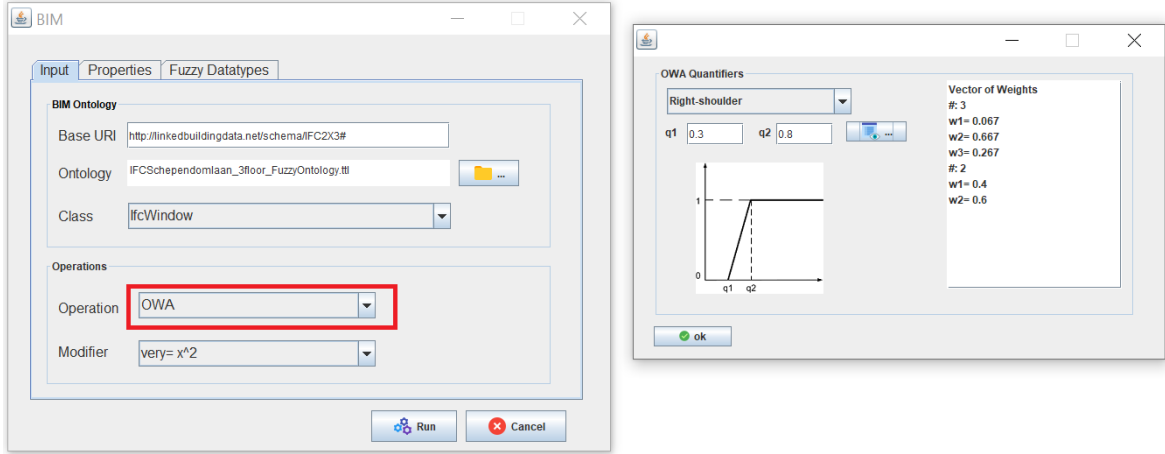 BIM
Input Properties Fuzzy Datatypes
BIM Ontology
Base URI http://linkedbuildingdata.net/schema/IFC2X3#
Ontology IFCSchependomlaan_3floor_FuzzyOntology.ttl ...
Class IfcWindow
Operations
Operation OWA
Modifier very= x^2
Run Cancel
OWA Quantifiers
Right-shoulder
q1 0.3 q2 0.8 ...
1
0
q1 q2
Vector of Weights
#: 3
w1= 0.067
w2= 0.667
w3= 0.267
#: 2
w1= 0.4
w2= 0.6
ok